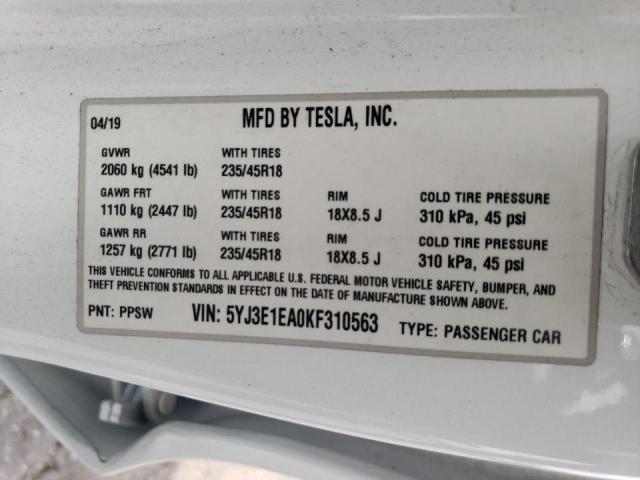 04/19 MFD BY TESLA, INC.
GVWR WITH TIRES
2060 kg (4541 lb) 235/45R18
GAWR FRT WITH TIRES RIM COLD TIRE PRESSURE
1110 kg (2447 lb) 235/45R18 18X8.5 J 310 kPa, 45 psi
GAWR RR WITH TIRES RIM COLD TIRE PRESSURE
1257 kg (2771 lb) 235/45R18 18X8.5 J 310 kPa, 45 psi
THIS VEHICLE CONFORMS TO ALL APPLICABLE U.S. FEDERAL MOTOR VEHICLE SAFETY, BUMPER, AND
THEFT PREVENTION STANDARDS IN EFFECT ON THE DATE OF MANUFACTURE SHOWN ABOVE.
PNT: PPSW VIN: 5YJ3E1EA0KF310563 TYPE: PASSENGER CAR